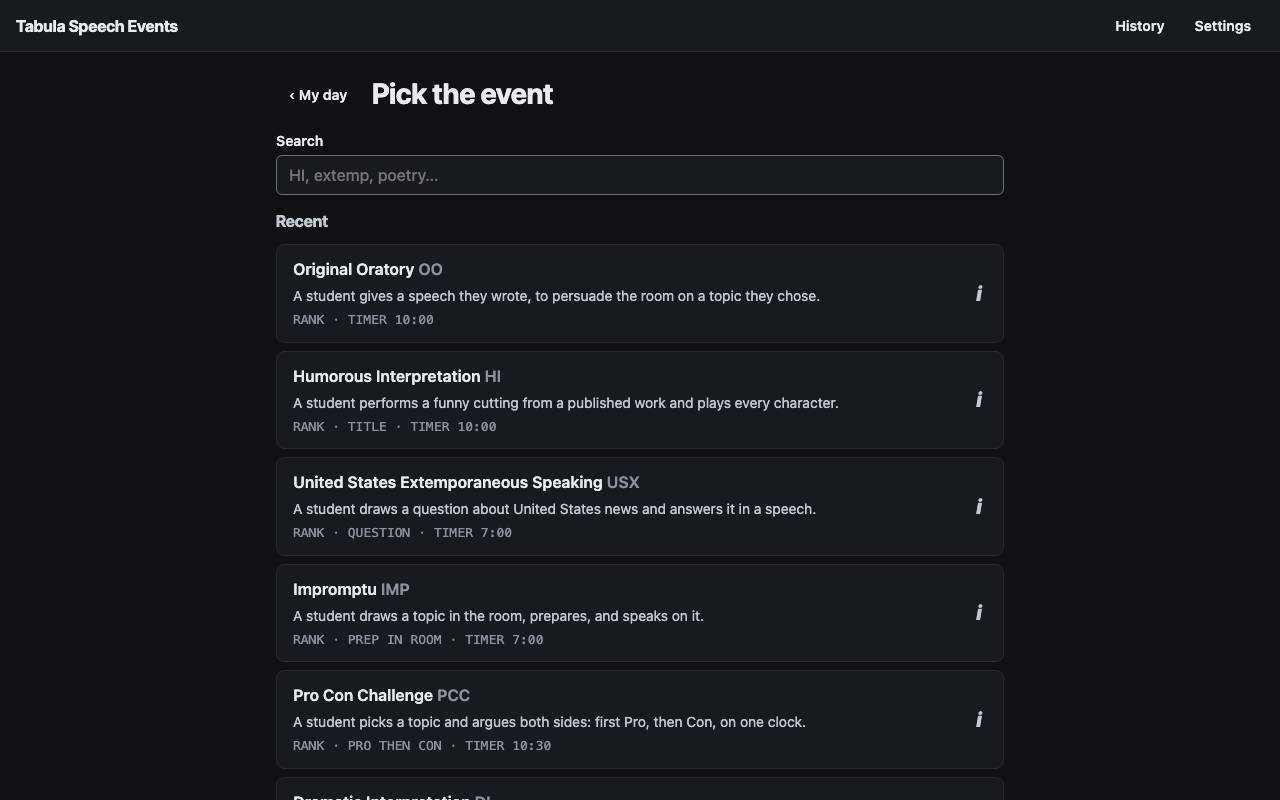 Tabula Speech Events
History
Settings
‹ My day
Pick the event
Search
HI, extemp, poetry...
Recent
Original Oratory OO
A student gives a speech they wrote, to persuade the room on a topic they chose.
RANK · TIMER 10:00
i
Humorous Interpretation HI
A student performs a funny cutting from a published work and plays every character.
RANK · TITLE · TIMER 10:00
i
United States Extemporaneous Speaking USX
A student draws a question about United States news and answers it in a speech.
RANK · QUESTION · TIMER 7:00
i
Impromptu IMP
A student draws a topic in the room, prepares, and speaks on it.
RANK · PREP IN ROOM · TIMER 7:00
i
Pro Con Challenge PCC
A student picks a topic and argues both sides: first Pro, then Con, on one clock.
RANK · PRO THEN CON · TIMER 10:30
i
Dramatic Interpretation DI